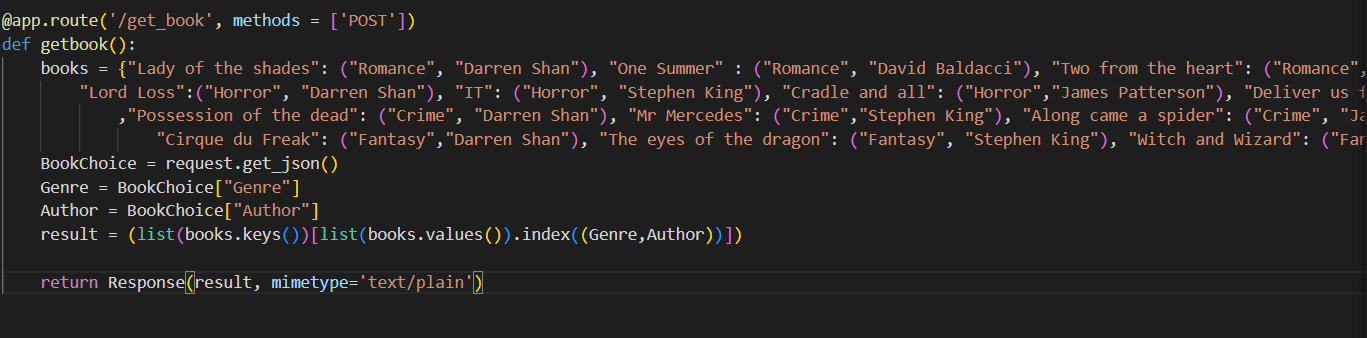 @app.route('/get_book', methods = ['POST'])
def getbook():
books = {"Lady of the shades": ("Romance", "Darren Shan"), "One Summer" : ("Romance", "David Baldacci"), "Two from the heart": ("Romance",
"Lord Loss":("Horror", "Darren Shan"), "IT": ("Horror", "Stephen King"), "Cradle and all": ("Horror","James Patterson"), "Deliver us
,"Possession of the dead": ("Crime", "Darren Shan"), "Mr Mercedes": ("Crime","Stephen King"), "Along came a spider": ("Crime",
"Cirque du Freak": ("Fantasy","Darren Shan"), "The eyes of the dragon": ("Fantasy", "Stephen King"), "Witch and Wizard":
BookChoice = request.get_json()
Genre = BookChoice["Genre"]
Author = BookChoice["Author"]
result = (list(books.keys())[list(books.values()).index((Genre,Author))])
return Response(result, mimetype='text/plain')